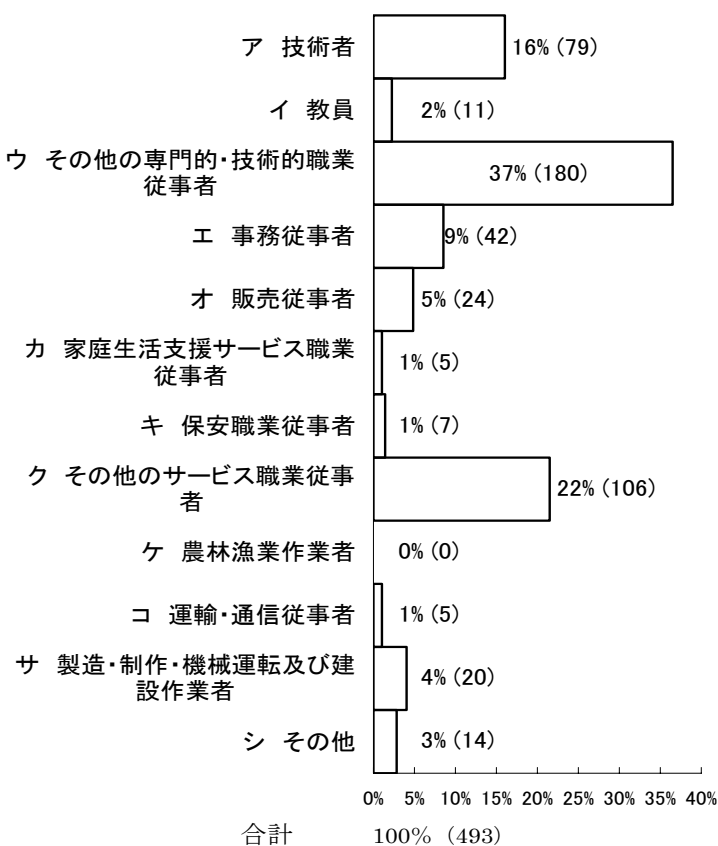 ア 技術者 16% (79)
イ 教員 2% (11)
ウ その他の専門的・技術的職業
従事者 37% (180)
エ 事務従事者 9% (42)
オ 販売従事者 5% (24)
カ 家庭生活支援サービス職業
従事者 1% (5)
キ 保安職業従事者 1% (7)
ク その他のサービス職業従事
者 22% (106)
ケ 農林漁業作業者 0% (0)
コ 運輸・通信従事者 1% (5)
サ 製造・制作・機械運転及び建
設作業者 4% (20)
シ その他 3% (14)
0% 5% 10% 15% 20% 25% 30% 35% 40%
合計 100% (493)